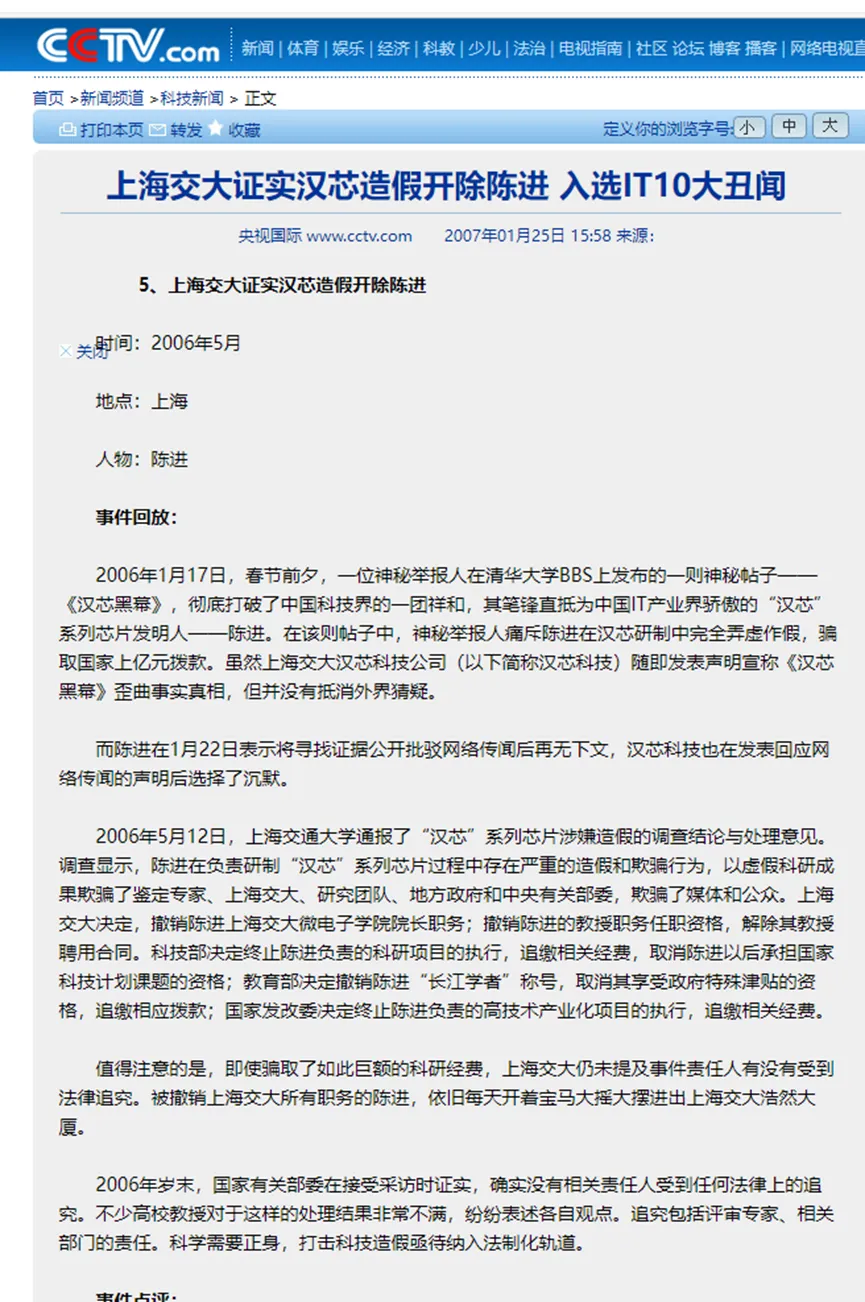 CCTV.com 新闻 | 体育 | 娱乐 | 经济 | 科教 | 少儿 | 法治 | 电视指南 | 社区 论坛 博客 播客 | 网络电视直
首页 >新闻频道 >科技新闻 > 正文
打印本页 转发 收藏 定义你的浏览字号: 小 中 大
上海交大证实汉芯造假开除陈进 入选IT10大丑闻
央视国际 www.cctv.com 2007年01月25日 15:58 来源:
5、上海交大证实汉芯造假开除陈进
时间：2006年5月
关闭
地点：上海
人物：陈进
事件回放：
2006年1月17日，春节前夕，一位神秘举报人在清华大学BBS上发布的一则神秘帖子——
《汉芯黑幕》，彻底打破了中国科技界的一团祥和，其笔锋直抵为中国IT产业界骄傲的“汉芯”
系列芯片发明人——陈进。在该则帖子中，神秘举报人痛斥陈进在汉芯研制中完全弄虚作假，骗
取国家上亿元拨款。虽然上海交大汉芯科技公司（以下简称汉芯科技）随即发表声明宣称《汉芯
黑幕》歪曲事实真相，但并没有抵消外界猜疑。
而陈进在1月22日表示将寻找证据公开批驳网络传闻后再无下文，汉芯科技也在发表回应网
络传闻的声明后选择了沉默。
2006年5月12日，上海交通大学通报了“汉芯”系列芯片涉嫌造假的调查结论与处理意见。
调查显示，陈进在负责研制“汉芯”系列芯片过程中存在严重的造假和欺骗行为，以虚假科研成
果欺骗了鉴定专家、上海交大、研究团队、地方政府和中央有关部委，欺骗了媒体和公众。上海
交大决定，撤销陈进上海交大微电子学院院长职务；撤销陈进的教授职务任职资格，解除其教授
聘用合同。科技部决定终止陈进负责的科研项目的执行，追缴相关经费，取消陈进以后承担国家
科技计划课题的资格；教育部决定撤销陈进“长江学者”称号，取消其享受政府特殊津贴的资
格，追缴相应拨款；国家发改委决定终止陈进负责的高技术产业化项目的执行，追缴相关经费。
值得注意的是，即使骗取了如此巨额的科研经费，上海交大仍未提及事件责任人有没有受到
法律追究。被撤销上海交大所有职务的陈进，依旧每天开着宝马大摇大摆进出上海交大浩然大
厦。
2006年岁末，国家有关部委在接受采访时证实，确实没有相关责任人受到任何法律上的追
究。不少高校教授对于这样的处理结果非常不满，纷纷表述各自观点。追究包括评审专家、相关
部门的责任。科学需要正身，打击科技造假亟待纳入法制化轨道。
事件点评：